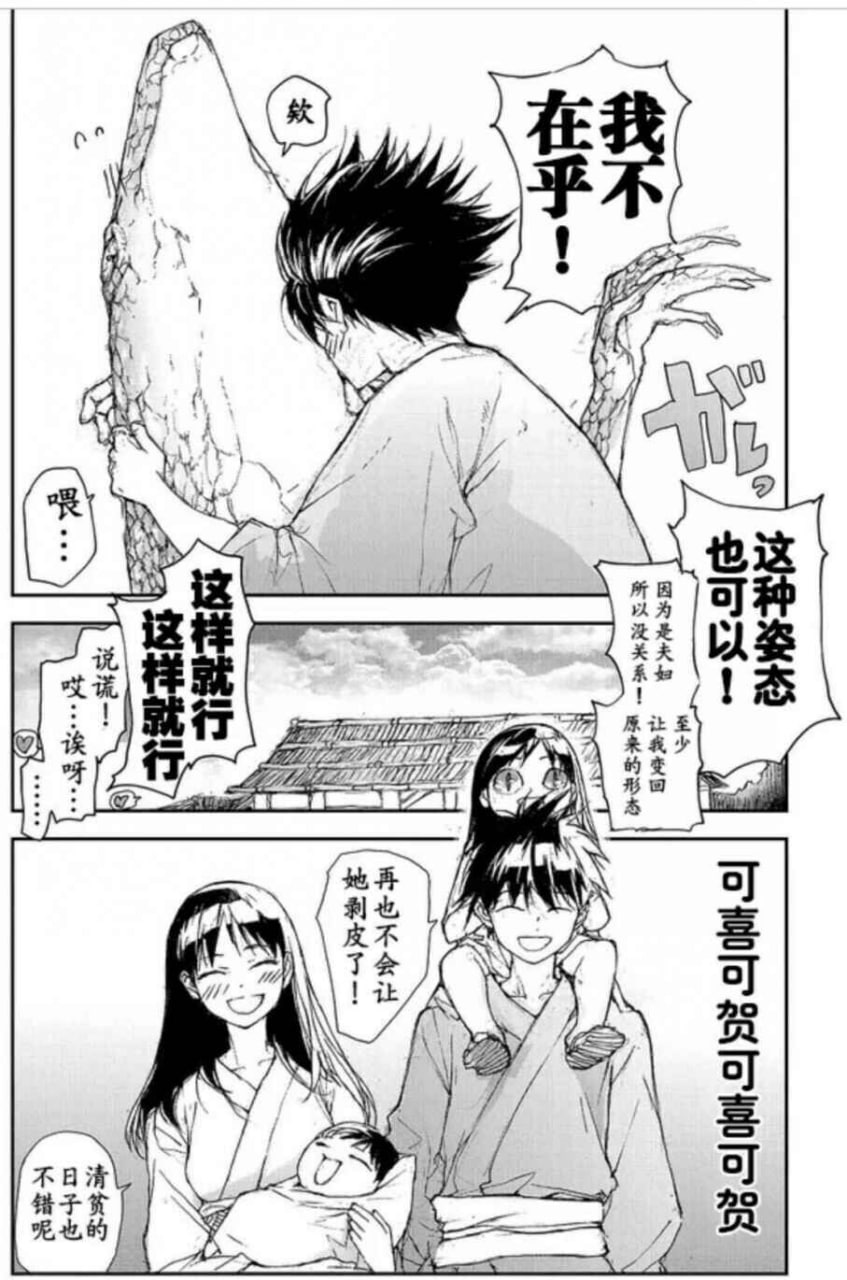 我不
在乎！
欸
ガしっ
喂…
这种姿态
也可以！
因为是夫妇
所以没关系！
至少
让我变回
原来的形态
这样就行
这样就行
说谎！
哎…诶呀…
……
可喜可贺可喜可贺
再也不会让
她剥皮了！
清贫的
日子也
不错呢